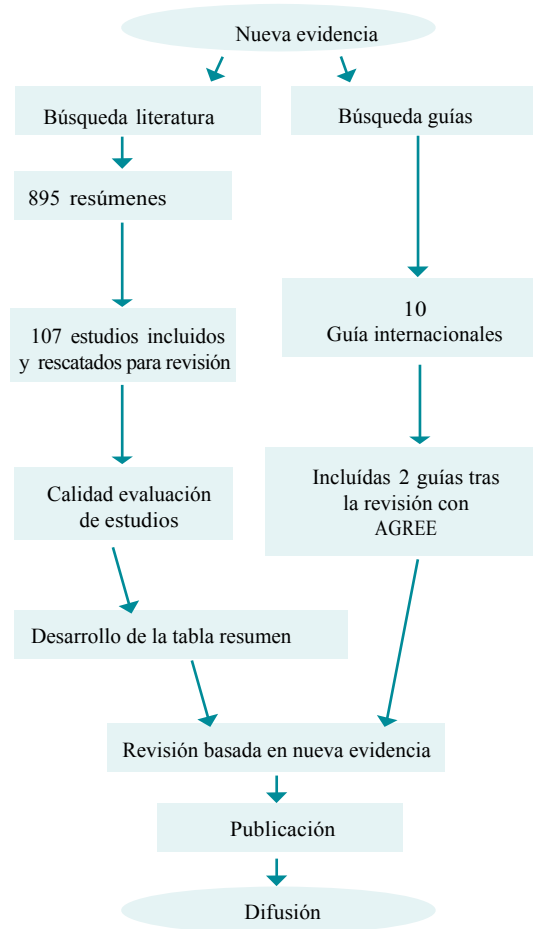 Nueva evidencia
Búsqueda literatura
Búsqueda guías
895 resúmenes
10
Guía internacionales
107 estudios incluidos
y rescatados para revisión
Incluídas 2 guías tras
la revisión con
AGREE
Calidad evaluación
de estudios
Desarrollo de la tabla resumen
Revisión basada en nueva evidencia
Publicación
Difusión